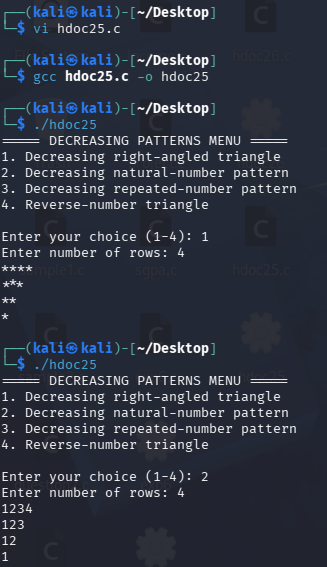 ┌──(kali㉿kali)-[~/Desktop]
└─$ vi hdoc25.c
┌──(kali㉿kali)-[~/Desktop]
└─$ gcc hdoc25.c -o hdoc25
┌──(kali㉿kali)-[~/Desktop]
└─$ ./hdoc25
===== DECREASING PATTERNS MENU =====
1. Decreasing right-angled triangle
2. Decreasing natural-number pattern
3. Decreasing repeated-number pattern
4. Reverse-number triangle
Enter your choice (1-4): 1
Enter number of rows: 4
****
***
**
*
┌──(kali㉿kali)-[~/Desktop]
└─$ ./hdoc25
===== DECREASING PATTERNS MENU =====
1. Decreasing right-angled triangle
2. Decreasing natural-number pattern
3. Decreasing repeated-number pattern
4. Reverse-number triangle
Enter your choice (1-4): 2
Enter number of rows: 4
1234
123
12
1